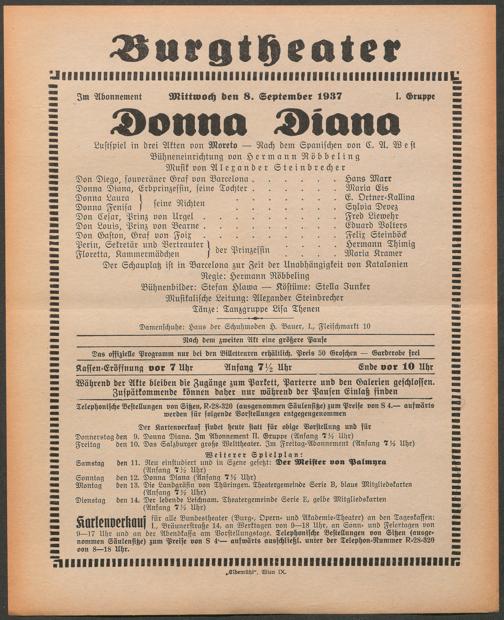 Burgtheater
Im Abonnement Mittwoch den 8. September 1937 I. Gruppe
Donna Diana
Lustspiel in drei Akten von Moreto — Nach dem Spanischen von C. A. West
Bühneneinrichtung von Hermann Röbbeling
Musik von Alexander Steinbrecher
Don Diego, souveräner Graf von Barcelona . . . . . . . Hans Marr
Donna Diana, Erbprinzessin, seine Tochter . . . . . . . Maria Eis
Donna Laura } seine Nichten . . . . . . . E. Ortner-Kallina
Donna Fenisa } . . . . . . . Sylvia Devez
Don Cesar, Prinz von Urgel . . . . . . . Fred Liewehr
Don Louis, Prinz von Bearne . . . . . . . Eduard Volters
Don Gaston, Graf von Foix . . . . . . . Felix Steinböck
Perin, Sekretär und Vertrauter } der Prinzessin . . . . . Hermann Thimig
Floretta, Kammermädchen } . . . . . Maria Kramer
Der Schauplatz ist in Barcelona zur Zeit der Unabhängigkeit von Katalonien
Regie: Hermann Röbbeling
Bühnenbilder: Stefan Hlawa — Kostüme: Stella Junker
Musikalische Leitung: Alexander Steinbrecher
Tänze: Tanzgruppe Lisa Thenen
Damenschuhe: Haus der Schuhmoden H. Bauer, I., Fleischmarkt 10
Nach dem zweiten Akt eine größere Pause
Das offizielle Programm nur bei den Billetteuren erhältlich. Preis 50 Groschen — Garderobe frei
Kassen-Eröffnung vor 7 Uhr Anfang 7½ Uhr Ende vor 10 Uhr
Während der Akte bleiben die Zugänge zum Parkett, Parterre und den Galerien geschlossen.
Zuspätkommende können daher nur während der Pausen Einlaß finden
Telephonische Bestellungen von Sitzen, R-28-320 (ausgenommen Säulensitze) zum Preise von S 4.— aufwärts
werden für folgende Vorstellungen entgegengenommen
Der Kartenverkauf findet heute statt für obige Vorstellung und für
Donnerstag den 9. Donna Diana. Im Abonnement II. Gruppe (Anfang 7½ Uhr)
Freitag den 10. Das Salzburger große Welttheater. Im Freitag-Abonnement (Anfang 7½ Uhr)
Weiterer Spielplan:
Samstag den 11. Neu einstudiert und in Szene gesetzt: Der Meister von Palmyra
(Anfang 7½ Uhr)
Sonntag den 12. Donna Diana (Anfang 7½ Uhr)
Montag den 13. Die Landgräfin von Thüringen. Theatergemeinde Serie B, blaue Mitgliedskarten
(Anfang 7½ Uhr)
Dienstag den 14. Der lebende Leichnam. Theatergemeinde Serie E, gelbe Mitgliedskarten
(Anfang 7½ Uhr)
Kartenverkauf für alle Bundestheater (Burg-, Opern- und Akademie-Theater) an den Tageskassen:
I., Bräunerstraße 14, an Werktagen von 9—18 Uhr, an Sonn- und Feiertagen von
9—17 Uhr und an der Abendkassa am Vorstellungstage. Telephonische Bestellungen von Sitzen (ausge-
nommen Säulensitze) zum Preise von S 4·— aufwärts ausschließl. unter der Telephon-Nummer R-28-320
von 8—18 Uhr.
„Elbemühl“, Wien IX.